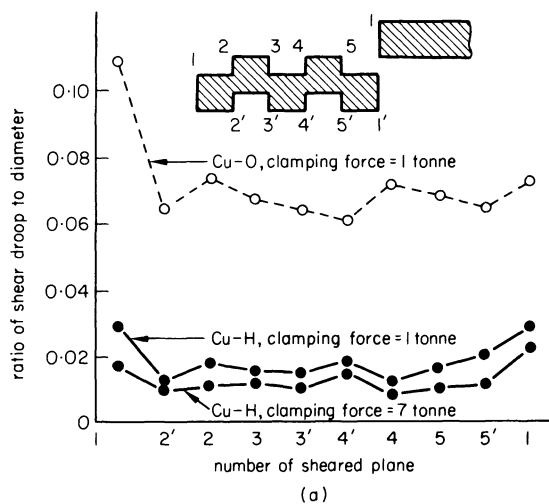 1
1 2 3 4 5
2' 3' 4' 5' 1'
0·10
0·08
0·06
0·04
0·02
0
ratio of shear droop to diameter
Cu-O, clamping force = 1 tonne
Cu-H, clamping force = 1 tonne
Cu-H, clamping force = 7 tonne
1 2' 2 3 3' 4' 4 5 5' 1
number of sheared plane
(a)